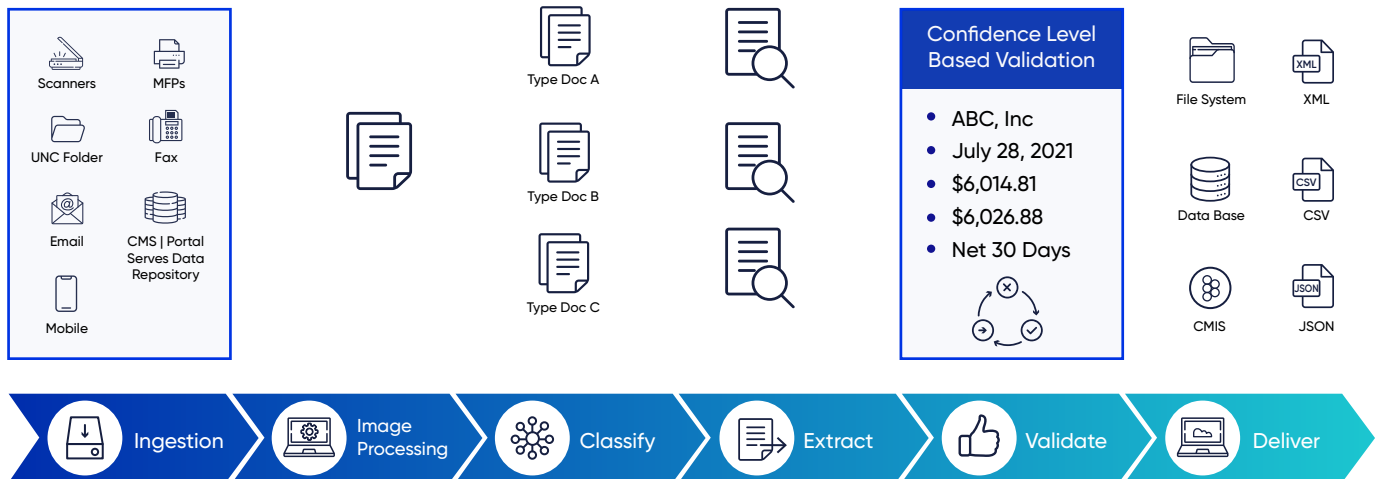 Scanners
MFPs
UNC Folder
Fax
Email
CMS | Portal
Serves Data
Repository
Mobile
Type Doc A
Type Doc B
Type Doc C
Confidence Level
Based Validation
ABC, Inc
July 28, 2021
$6,014.81
$6,026.88
Net 30 Days
File System
XML
XML
Data Base
CSV
CSV
CMIS
JSON
JSON
Ingestion
Image
Processing
Classify
Extract
Validate
Deliver